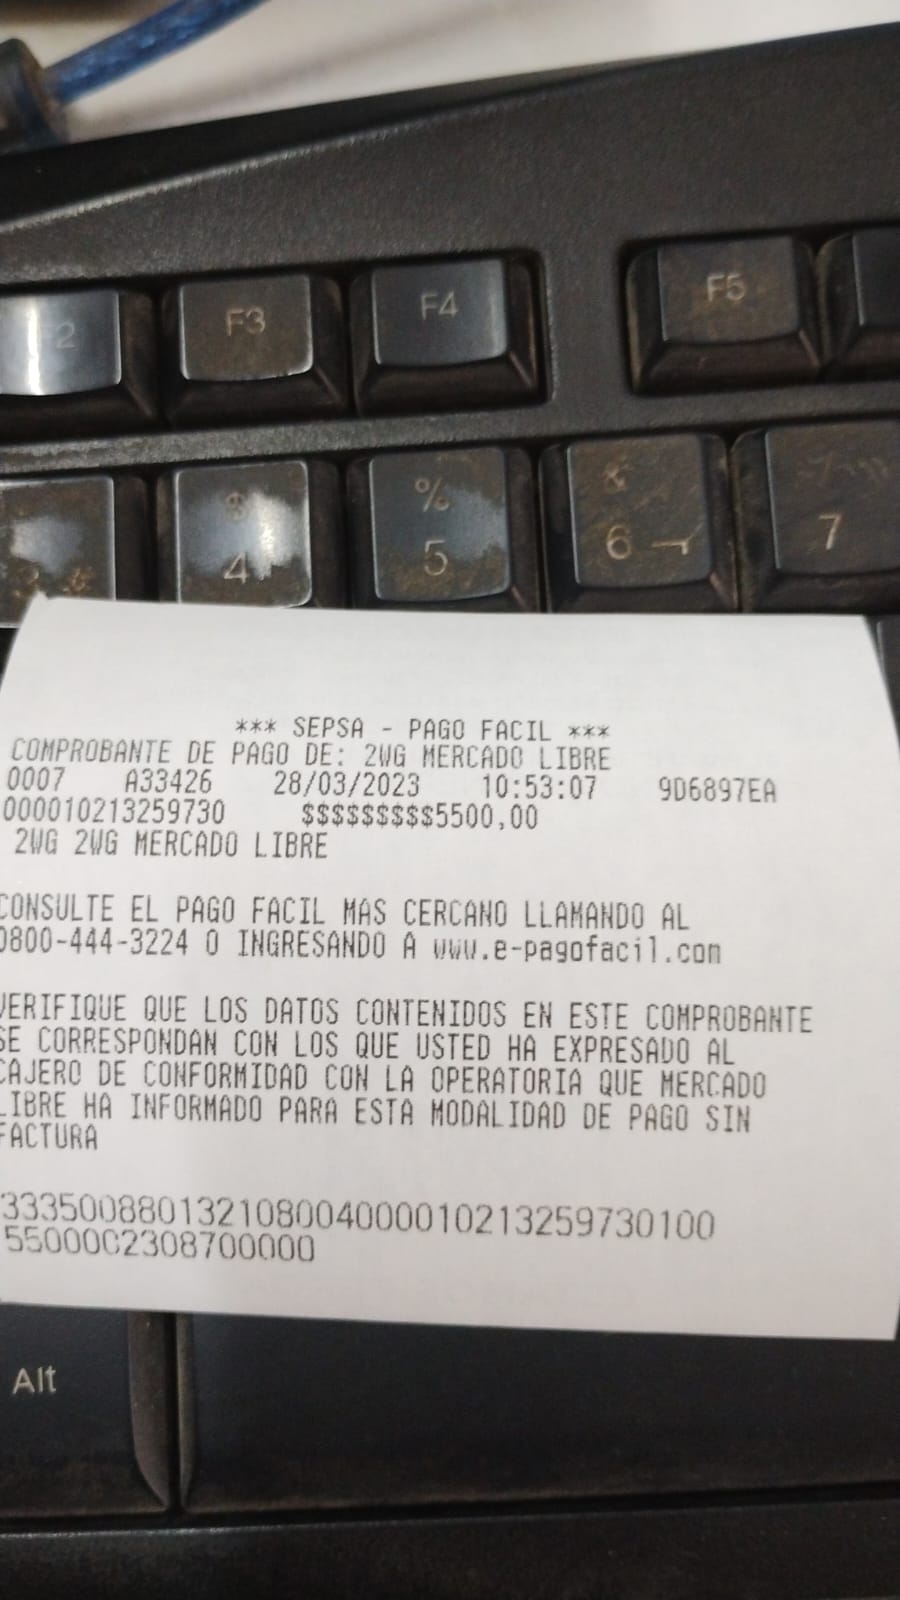 F2
F3
F4
F5
$
4
%
5
&
6
7
*** SEPSA - PAGO FACIL ***
COMPROBANTE DE PAGO DE: 2WG MERCADO LIBRE
0007 A33426 28/03/2023 10:53:07 9D6897EA
000010213259730 $$$$$$$$$5500,00
2WG 2WG MERCADO LIBRE
CONSULTE EL PAGO FACIL MAS CERCANO LLAMANDO AL
0800-444-3224 O INGRESANDO A www.e-pagofacil.com
VERIFIQUE QUE LOS DATOS CONTENIDOS EN ESTE COMPROBANTE
SE CORRESPONDAN CON LOS QUE USTED HA EXPRESADO AL
CAJERO DE CONFORMIDAD CON LA OPERATORIA QUE MERCADO
LIBRE HA INFORMADO PARA ESTA MODALIDAD DE PAGO SIN
FACTURA
333500880132108004000010213259730100
5500002308700000
Alt